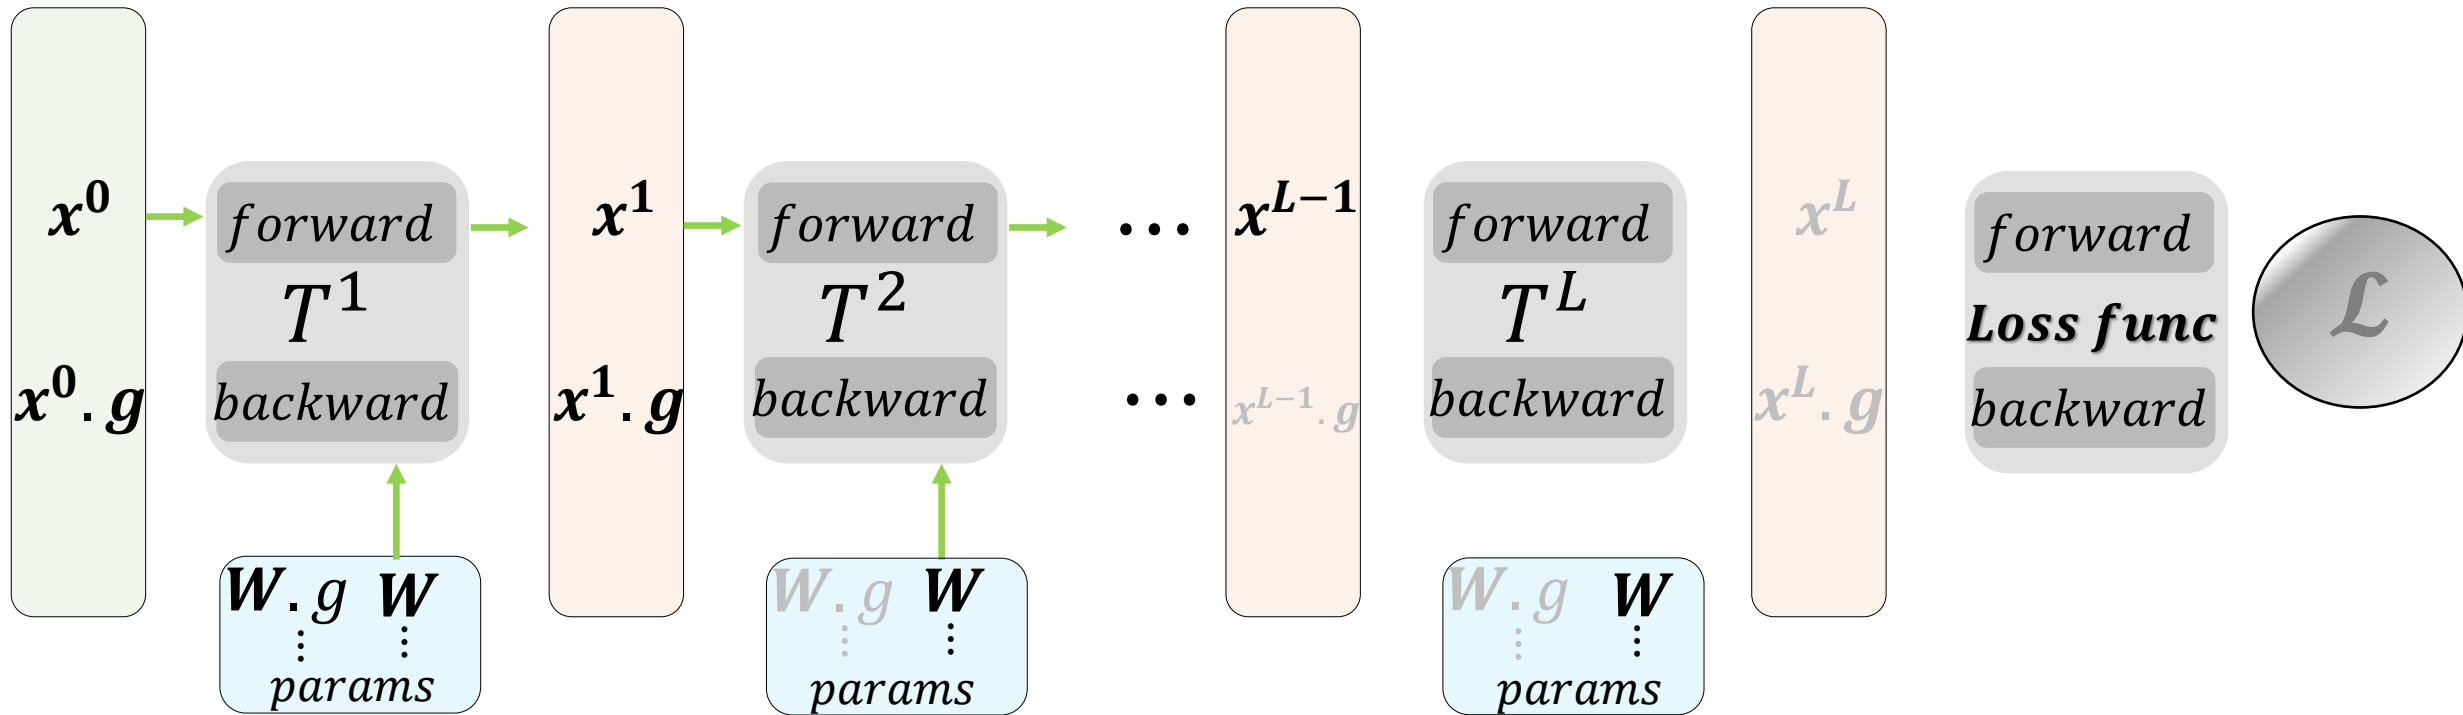 x^0
x^0.g
forward
T^1
backward
W.g W
⋮ ⋮
params
x^1
x^1.g
forward
T^2
backward
W.g W
⋮ ⋮
params
...
...
x^{L-1}
x^{L-1}.g
forward
T^L
backward
W.g W
⋮ ⋮
params
x^L
x^L.g
forward
Loss func
backward
ℒ